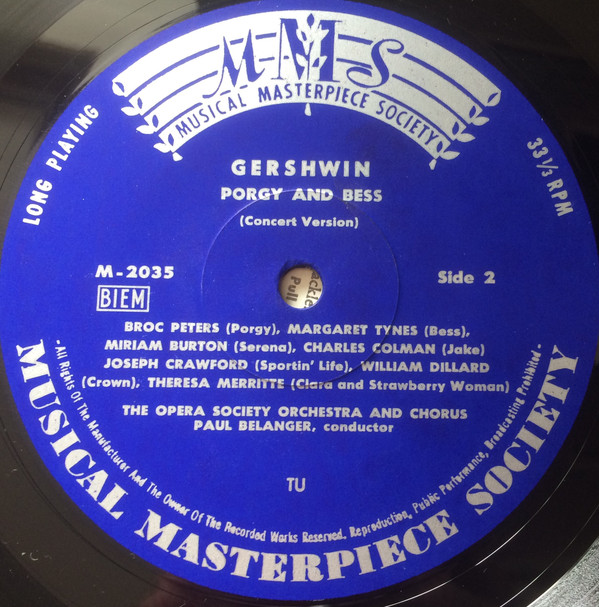 MMS
MUSICAL MASTERPIECE SOCIETY
LONG PLAYING
33 1/3 RPM
GERSHWIN
PORGY AND BESS
(Concert Version)
M-2035
Side 2
BIEM
BROC PETERS (Porgy), MARGARET TYNES (Bess),
MIRIAM BURTON (Serena), CHARLES COLMAN (Jake)
JOSEPH CRAWFORD (Sportin' Life), WILLIAM DILLARD
(Crown), THERESA MERRITTE (Clara and Strawberry Woman)
THE OPERA SOCIETY ORCHESTRA AND CHORUS
PAUL BELANGER, conductor
TU
-All Rights Of The Manufacturer And The Owner Of The Recorded Works Reserved. Reproduction, Public Performance, Broadcasting Prohibited-
MUSICAL MASTERPIECE SOCIETY
Pull